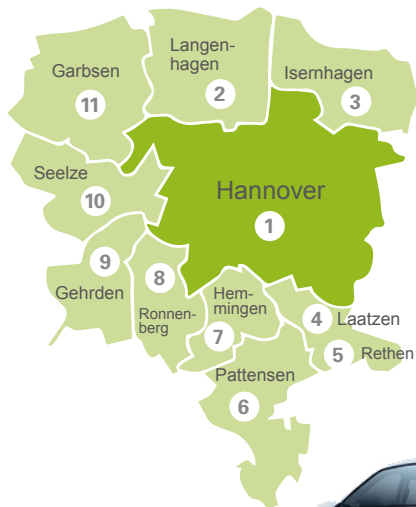 Langen-
hagen
2
Garbsen
11
Isernhagen
3
Seelze
10
Hannover
1
9
Gehrden
8
Ronnen-
berg
Hem-
mingen
7
4
Laatzen
5
Rethen
Pattensen
6